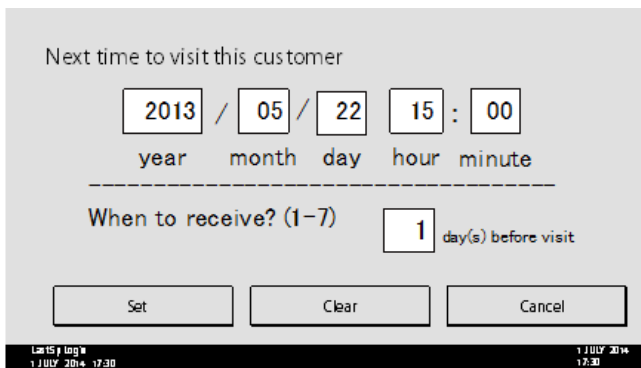 Next time to visit this customer
2013 / 05 / 22 15 : 00
year month day hour minute
When to receive? (1-7) 1 day(s) before visit
Set Clear Cancel
LastSp Login 1 JULY 2014
1 JULY 2014 17:30 17:30